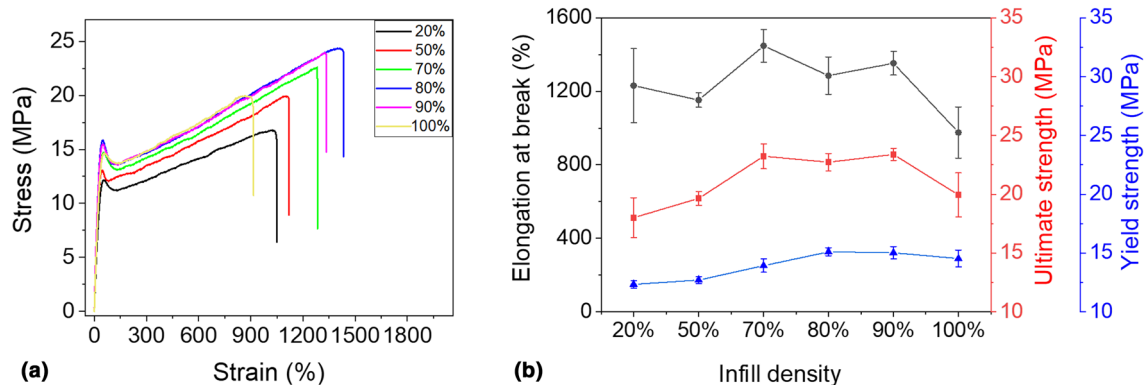 25
20
15
10
5
0
Stress (MPa)
0 300 600 900 1200 1500 1800
Strain (%)
20%
50%
70%
80%
90%
100%
(a)
1600
1200
800
400
0
Elongation at break (%)
20% 50% 70% 80% 90% 100%
Infill density
35
30
25
20
15
10
Ultimate strength (MPa)
35
30
25
20
15
10
Yield strength (MPa)
(b)